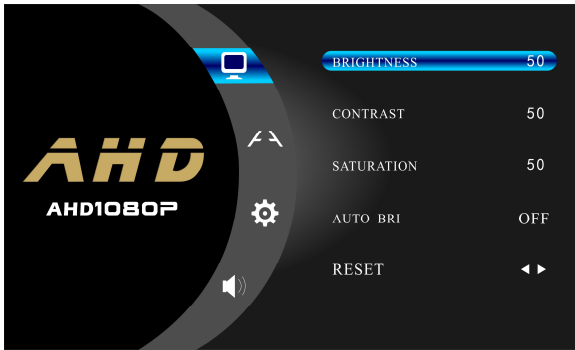 AHD
AHD1080P
BRIGHTNESS 50
CONTRAST 50
SATURATION 50
AUTO BRI OFF
RESET